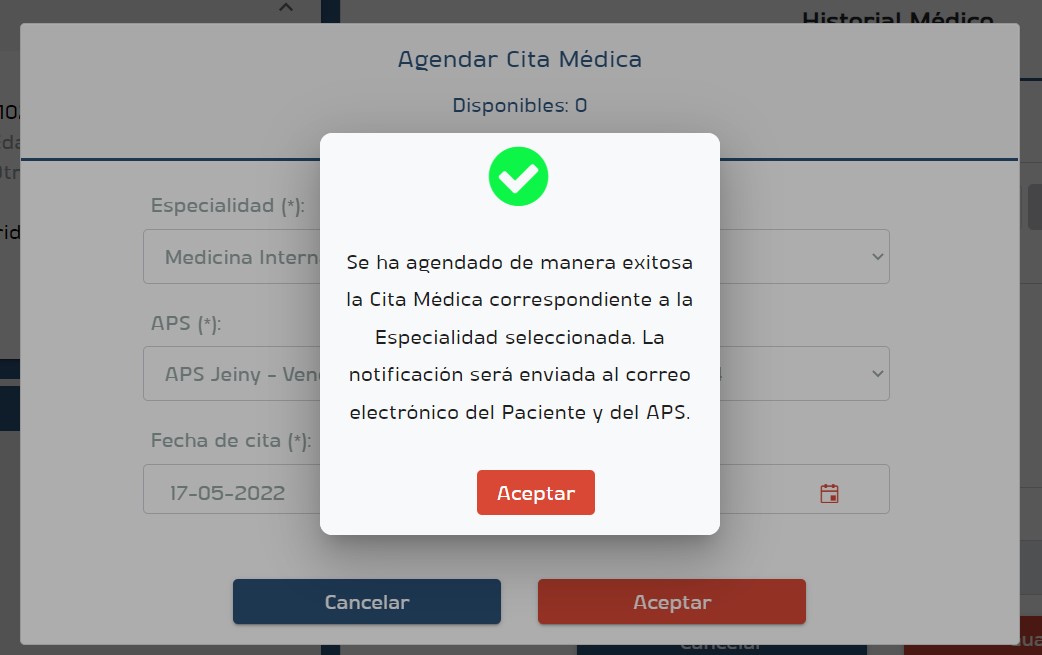 Historial Médico
Agendar Cita Médica
Disponibles: 0
Especialidad (*):
Medicina
APS (*):
APS Jeiny -
Fecha de cita (*):
17-05-2022
Se ha agendado de manera exitosa
la Cita Médica correspondiente a la
Especialidad seleccionada. La
notificación será enviada al correo
electrónico del Paciente y del APS.
Aceptar
Cancelar
Aceptar
Cancelar